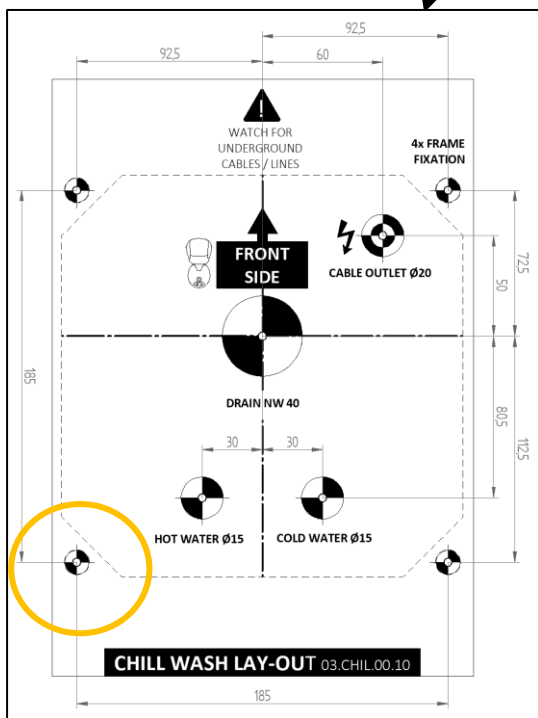 92,5
92,5
60
WATCH FOR
UNDERGROUND
CABLES / LINES
4x FRAME
FIXATION
FRONT
SIDE
CABLE OUTLET Ø20
72,5
50
185
DRAIN NW 40
80,5
112,5
30
30
HOT WATER Ø15
COLD WATER Ø15
CHILL WASH LAY-OUT 03.CHIL.00.10
185